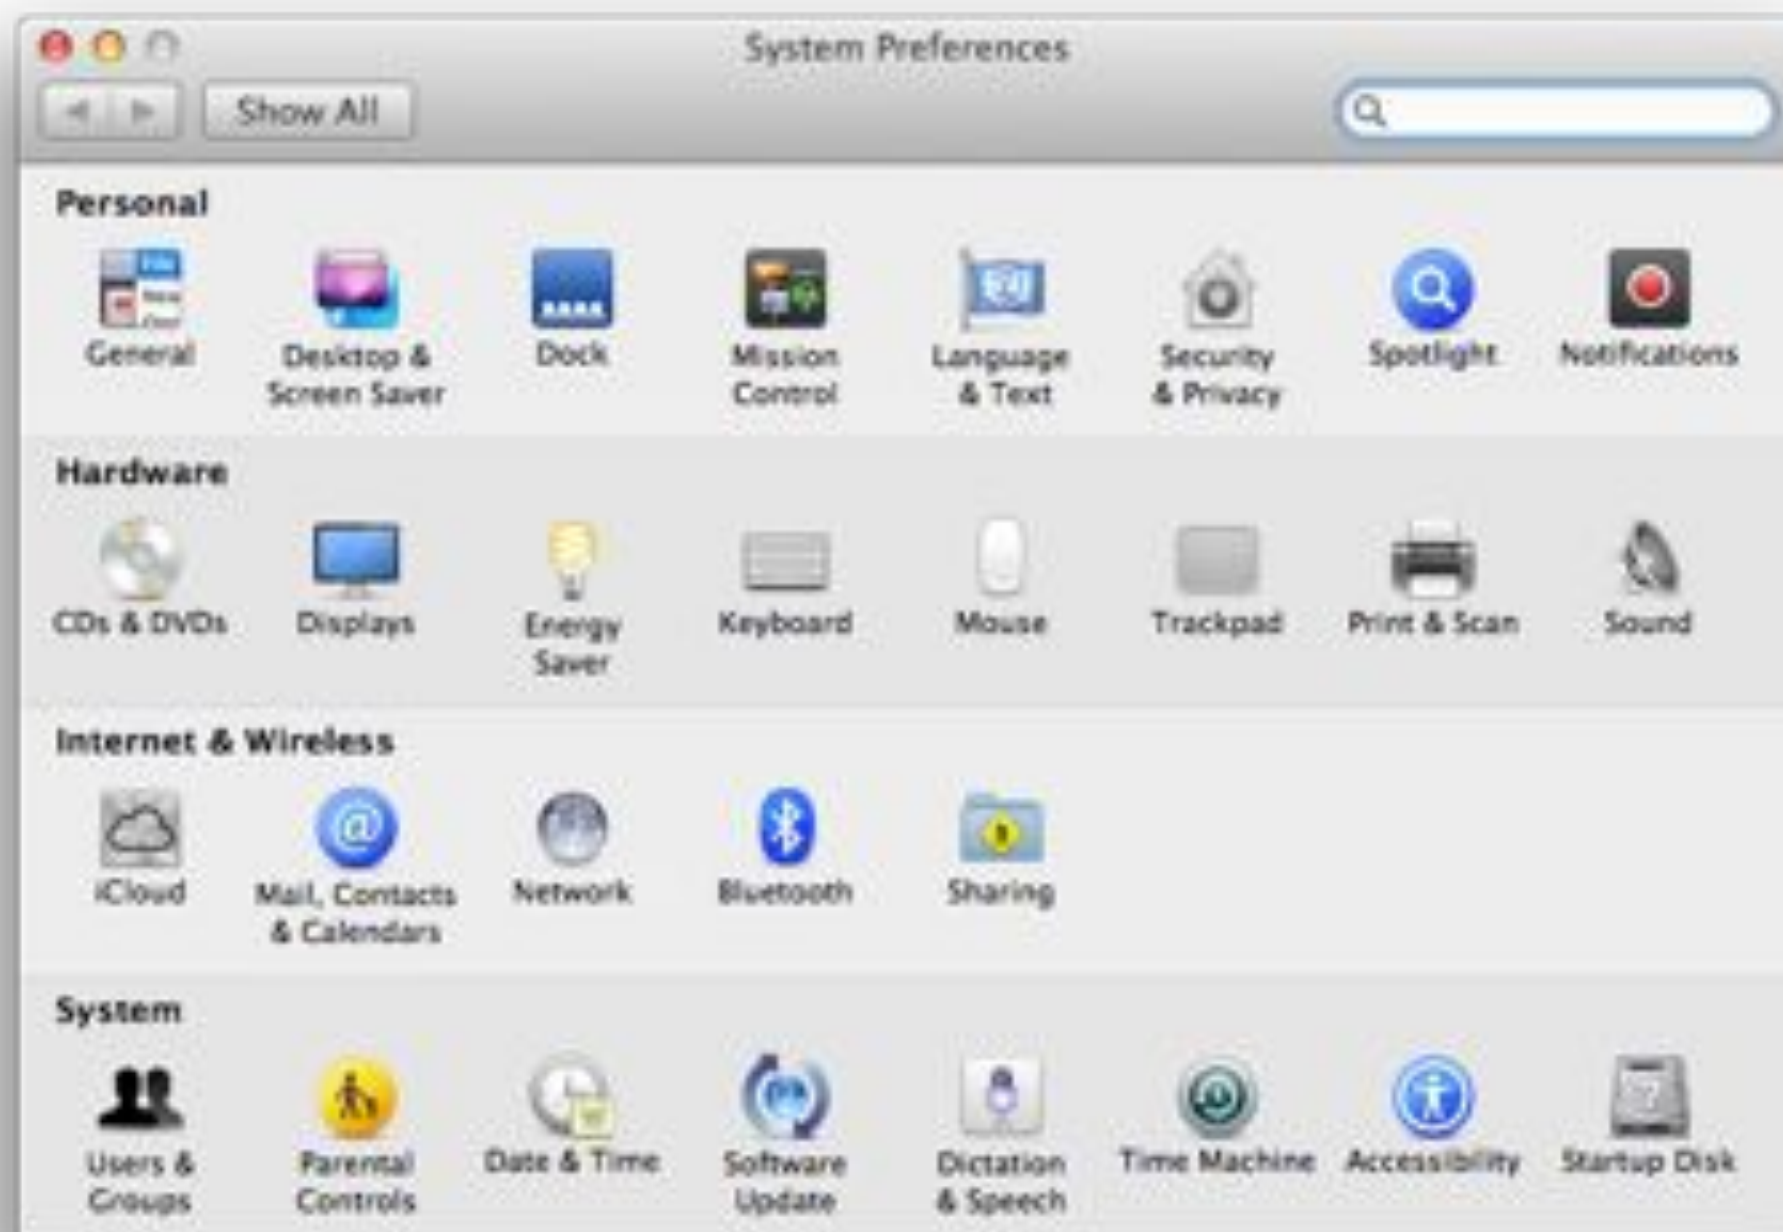 System Preferences
Show All
Personal
General
Desktop &
Screen Saver
Dock
Mission
Control
Language
& Text
Security
& Privacy
Spotlight
Notifications
Hardware
CDs & DVDs
Displays
Energy
Saver
Keyboard
Mouse
Trackpad
Print & Scan
Sound
Internet & Wireless
iCloud
Mail, Contacts
& Calendars
Network
Bluetooth
Sharing
System
Users &
Groups
Parental
Controls
Date & Time
Software
Update
Dictation
& Speech
Time Machine
Accessibility
Startup Disk